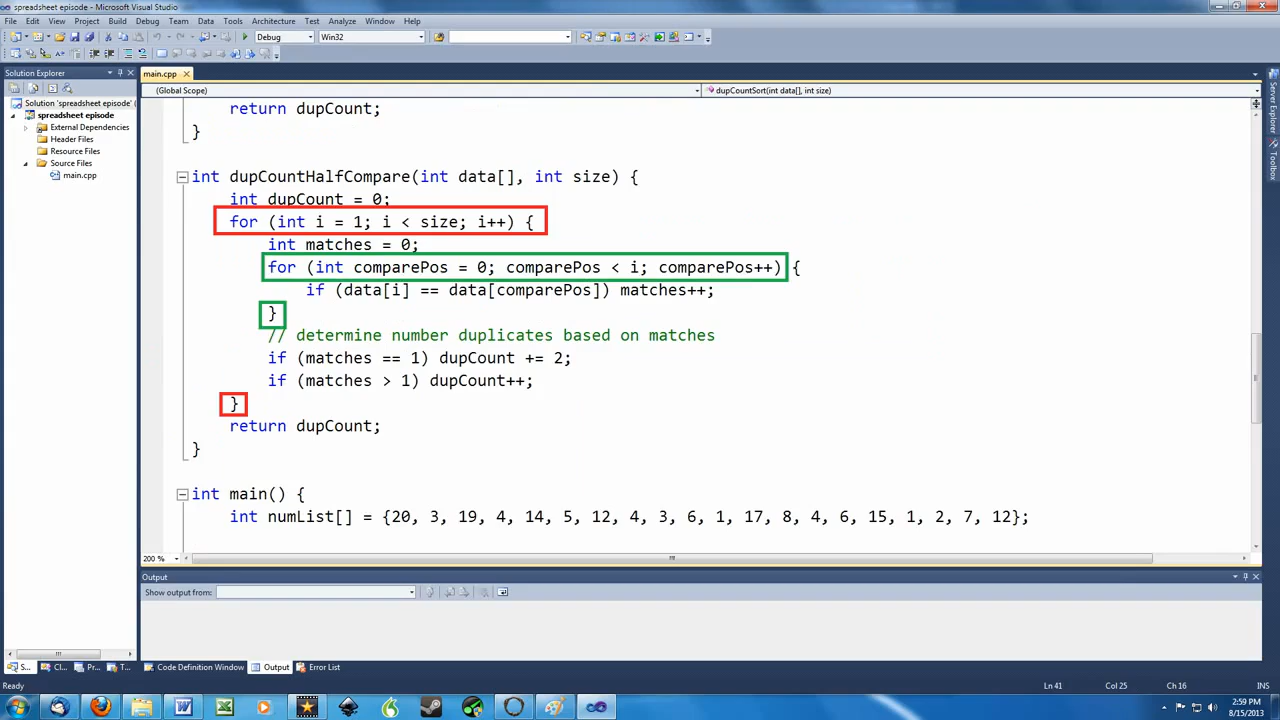 spreadsheet episode - Microsoft Visual Studio
File Edit View Project Build Debug Team Data Tools Architecture Test Analyze Window Help
Debug Win32
Solution Explorer
main.cpp
(Global Scope) dupCountSort(int data[], int size)
Solution 'spreadsheet episode' (
spreadsheet episode
External Dependencies
Header Files
Resource Files
Source Files
main.cpp
return dupCount;
}
int dupCountHalfCompare(int data[], int size) {
int dupCount = 0;
for (int i = 1; i < size; i++) {
int matches = 0;
for (int comparePos = 0; comparePos < i; comparePos++) {
if (data[i] == data[comparePos]) matches++;
}
// determine number duplicates based on matches
if (matches == 1) dupCount += 2;
if (matches > 1) dupCount++;
}
return dupCount;
}
int main() {
int numList[] = {20, 3, 19, 4, 14, 5, 12, 4, 3, 6, 1, 17, 8, 4, 6, 15, 1, 2, 7, 12};
200 %
Server Explorer
Toolbox
Output
Show output from:
S... Cl... Pr... T... Code Definition Window Output Error List
Ready Ln 41 Col 25 Ch 16 INS
2:59 PM
8/15/2013